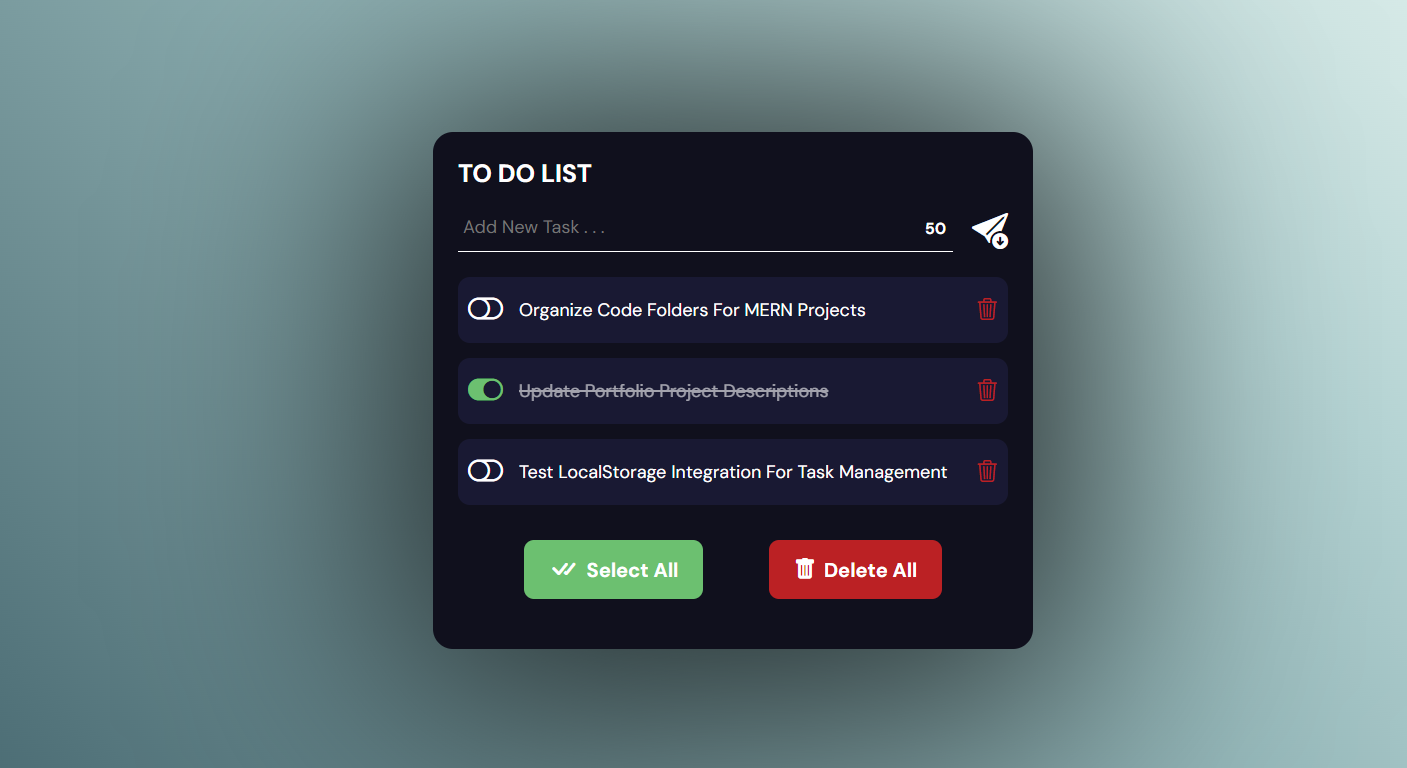 TO DO LIST
Add New Task . . .
50
Organize Code Folders For MERN Projects
Update Portfolio Project Descriptions
Test LocalStorage Integration For Task Management
Select All
Delete All